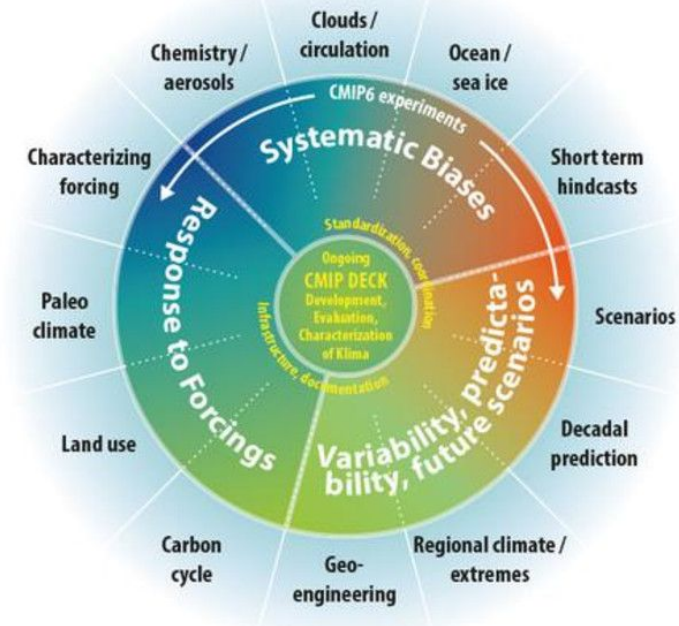 Clouds /
circulation
Ocean /
sea ice
Short term
hindcasts
Scenarios
Decadal
prediction
Regional climate /
extremes
Geo-
engineering
Carbon
cycle
Land use
Paleo
climate
Characterizing
forcing
Chemistry /
aerosols
CMIP6 experiments
Systematic Biases
Variability, predicta-
bility, future scenarios
Response to Forcings
Standardization, coordination
Infrastructure, documentation
Ongoing
CMIP DECK
Development,
Evaluation,
Characterization
of Klima